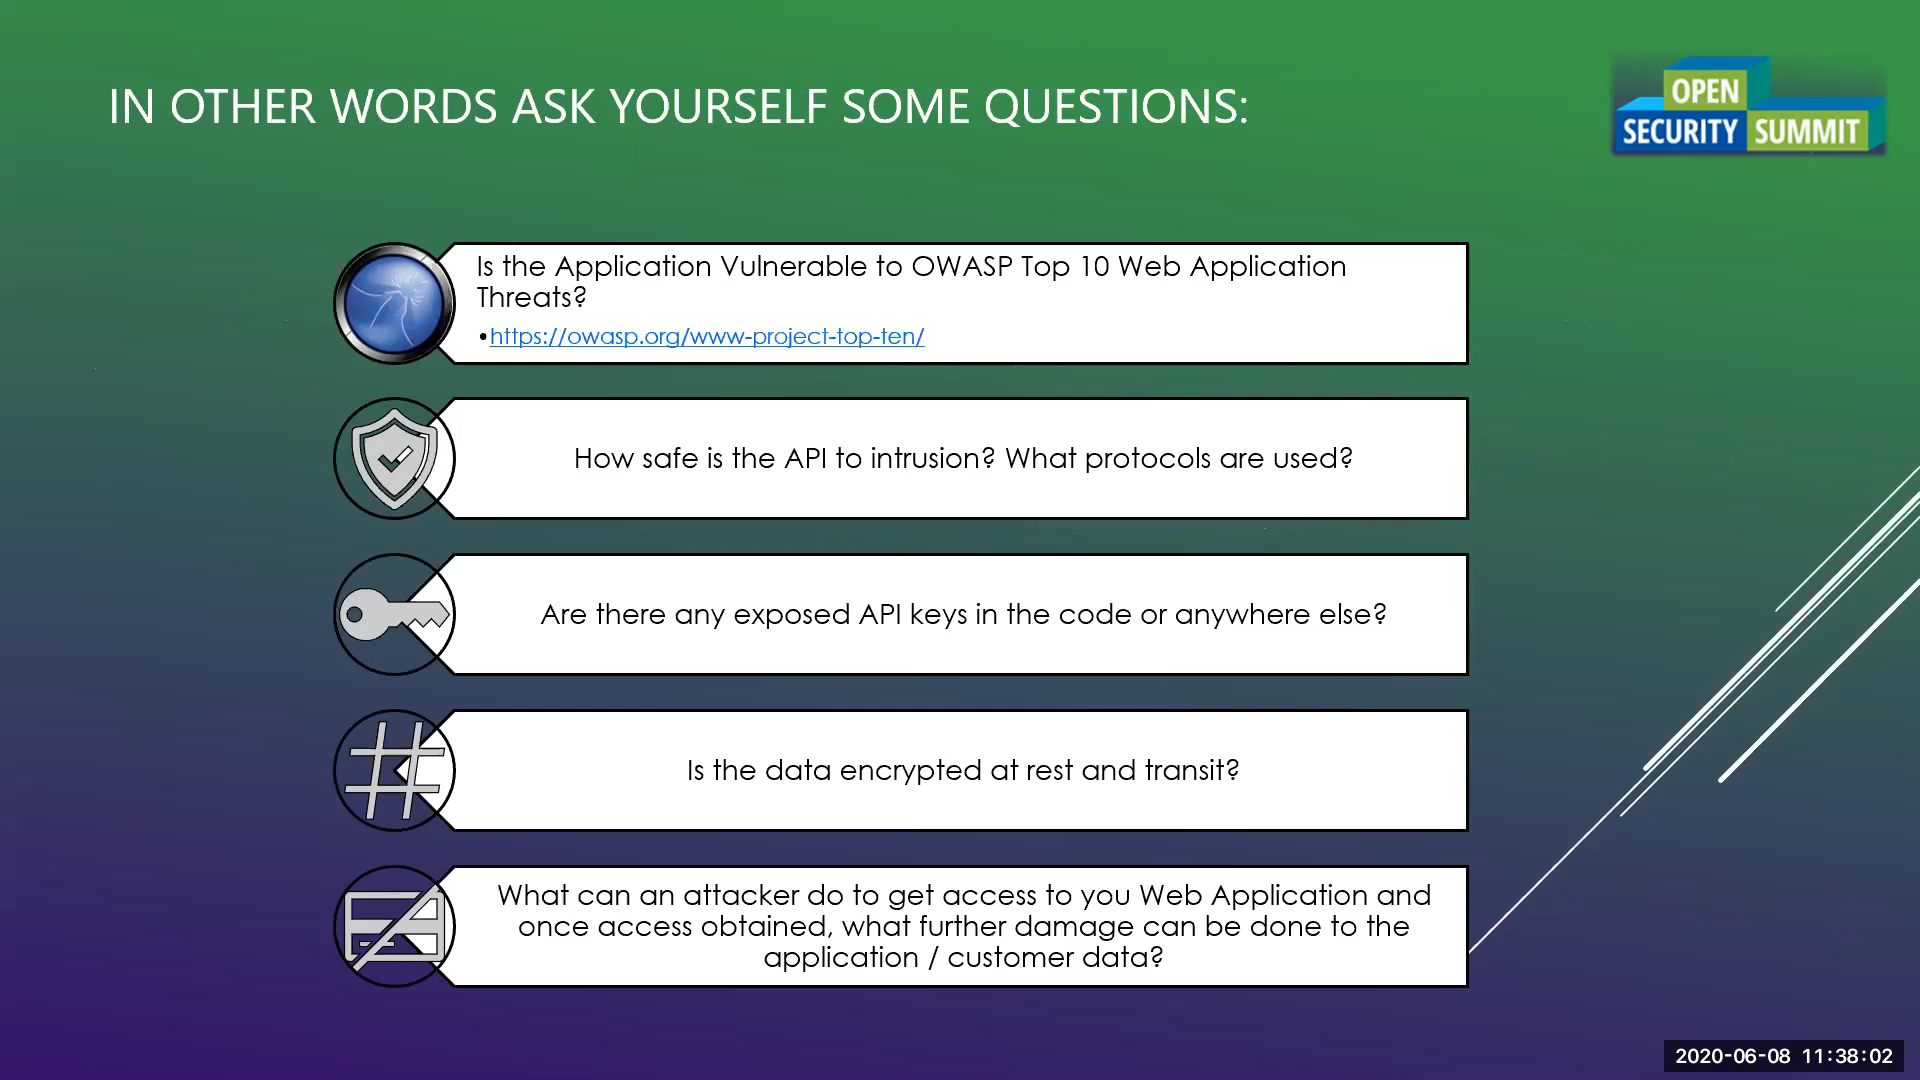 IN OTHER WORDS ASK YOURSELF SOME QUESTIONS:
OPEN
SECURITY SUMMIT
Is the Application Vulnerable to OWASP Top 10 Web Application
Threats?
•https://owasp.org/www-project-top-ten/
How safe is the API to intrusion? What protocols are used?
Are there any exposed API keys in the code or anywhere else?
Is the data encrypted at rest and transit?
What can an attacker do to get access to you Web Application and
once access obtained, what further damage can be done to the
application / customer data?
2020-06-08 11:38:02